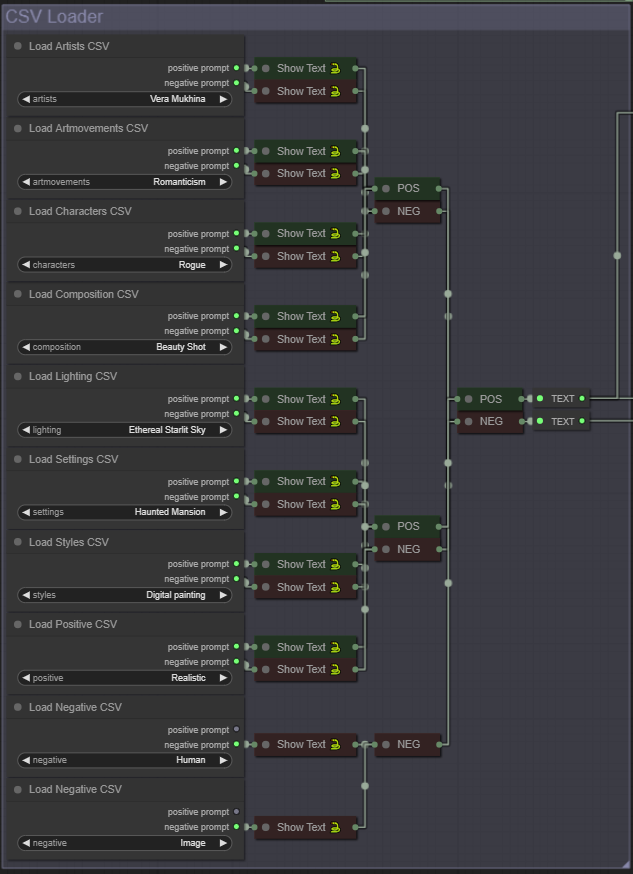 CSV Loader
Load Artists CSV
positive prompt
negative prompt
Show Text
Show Text
artists Vera Mukhina
Load Artmovements CSV
positive prompt
negative prompt
Show Text
Show Text
artmovements Romanticism
POS
NEG
Load Characters CSV
positive prompt
negative prompt
Show Text
Show Text
characters Rogue
Load Composition CSV
positive prompt
negative prompt
Show Text
Show Text
composition Beauty Shot
Load Lighting CSV
positive prompt
negative prompt
Show Text
Show Text
lighting Ethereal Starlit Sky
POS
NEG
TEXT
TEXT
Load Settings CSV
positive prompt
negative prompt
Show Text
Show Text
settings Haunted Mansion
POS
NEG
Load Styles CSV
positive prompt
negative prompt
Show Text
Show Text
styles Digital painting
Load Positive CSV
positive prompt
negative prompt
Show Text
Show Text
positive Realistic
Load Negative CSV
positive prompt
negative prompt
Show Text
NEG
negative Human
Load Negative CSV
positive prompt
negative prompt
Show Text
negative Image